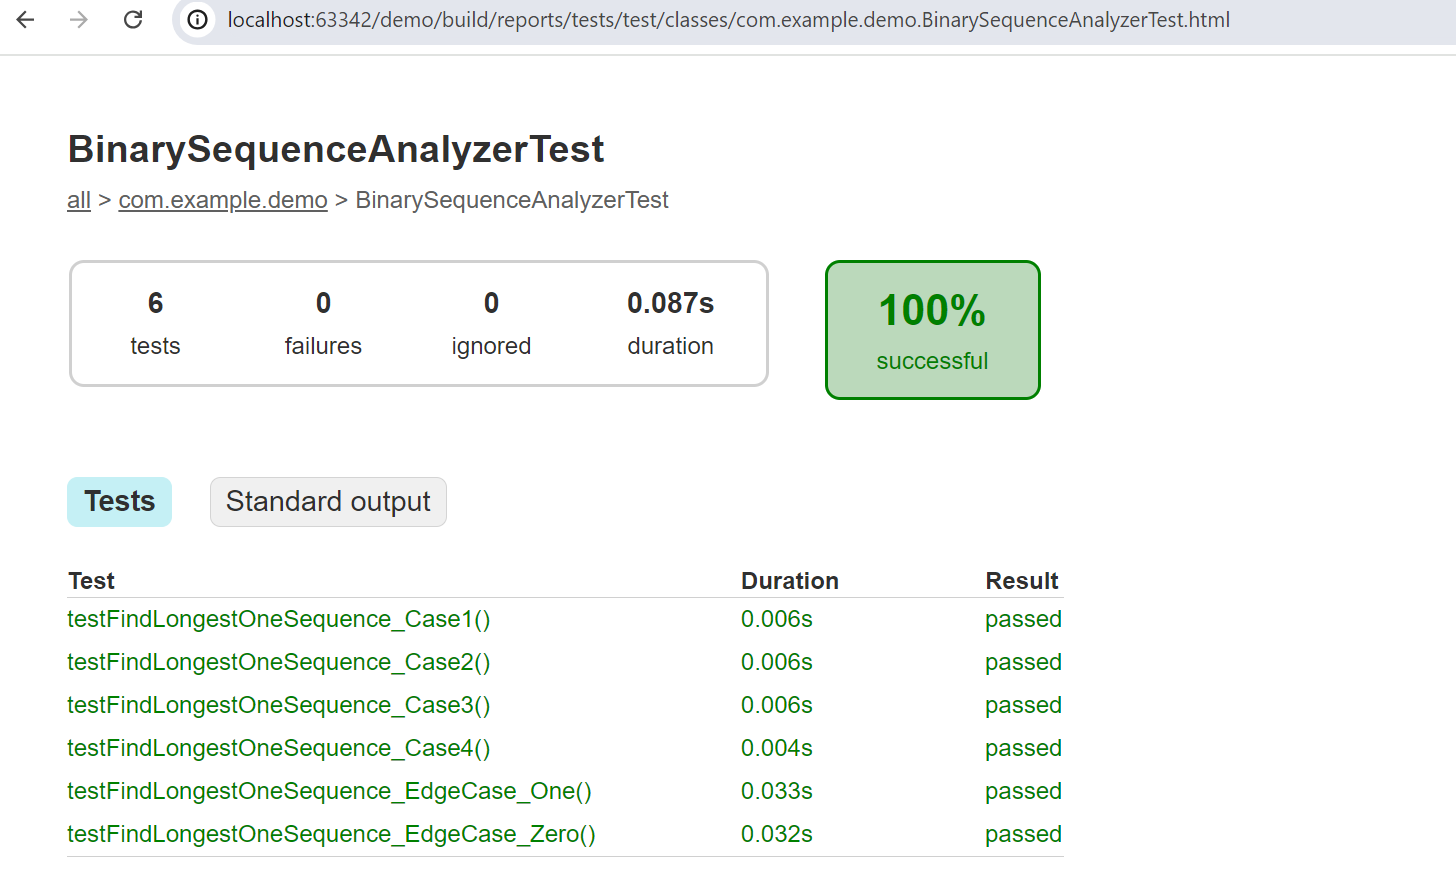 localhost:63342/demo/build/reports/tests/test/classes/com.example.demo.BinarySequenceAnalyzerTest.html
BinarySequenceAnalyzerTest
all > com.example.demo > BinarySequenceAnalyzerTest
6 0 0 0.087s
tests failures ignored duration
100%
successful
Tests Standard output
Test Duration Result
testFindLongestOneSequence_Case1() 0.006s passed
testFindLongestOneSequence_Case2() 0.006s passed
testFindLongestOneSequence_Case3() 0.006s passed
testFindLongestOneSequence_Case4() 0.004s passed
testFindLongestOneSequence_EdgeCase_One() 0.033s passed
testFindLongestOneSequence_EdgeCase_Zero() 0.032s passed